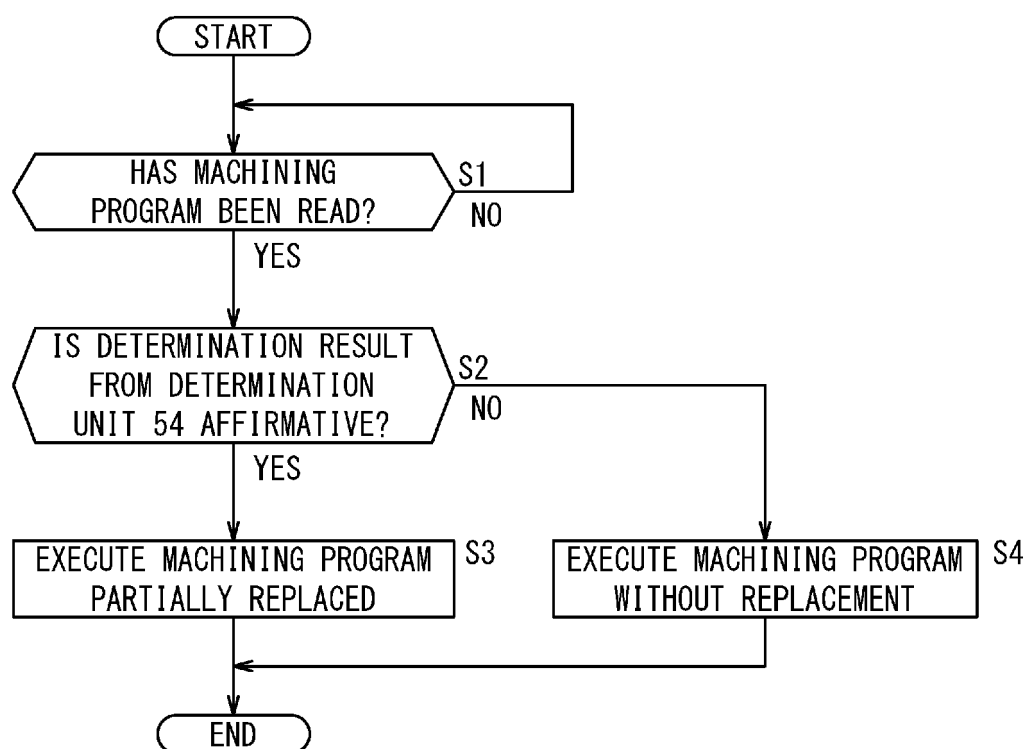 START
HAS MACHINING
PROGRAM BEEN READ?
S1
NO
YES
IS DETERMINATION RESULT
FROM DETERMINATION
UNIT 54 AFFIRMATIVE?
S2
NO
YES
EXECUTE MACHINING PROGRAM
PARTIALLY REPLACED
S3
EXECUTE MACHINING PROGRAM
WITHOUT REPLACEMENT
S4
END